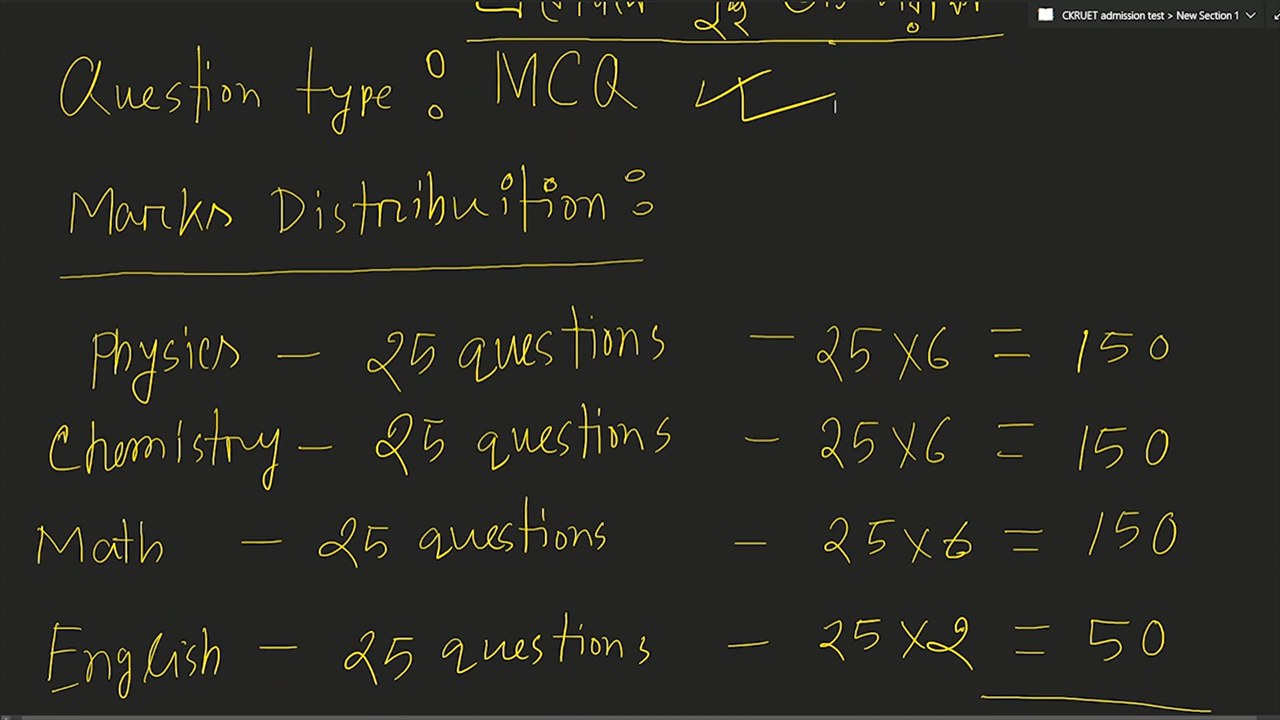 CKRUET admission test > New Section 1
Question type : MCQ
Marks Distribuition :
Physics - 25 questions - 25 × 6 = 150
Chemistry - 25 questions - 25 × 6 = 150
Math - 25 questions - 25 × 6 = 150
English - 25 questions - 25 × 2 = 50